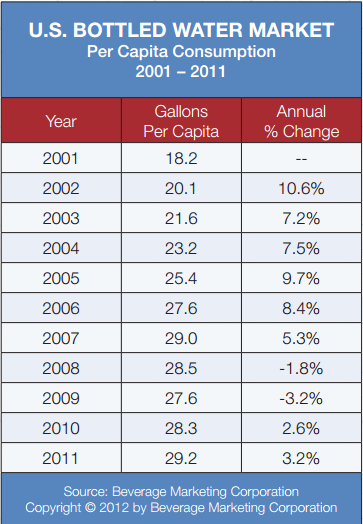 U.S. BOTTLED WATER MARKET
Per Capita Consumption
2001 – 2011
Year Gallons Per Capita Annual % Change
2001 18.2 --
2002 20.1 10.6%
2003 21.6 7.2%
2004 23.2 7.5%
2005 25.4 9.7%
2006 27.6 8.4%
2007 29.0 5.3%
2008 28.5 -1.8%
2009 27.6 -3.2%
2010 28.3 2.6%
2011 29.2 3.2%
Source: Beverage Marketing Corporation
Copyright © 2012 by Beverage Marketing Corporation